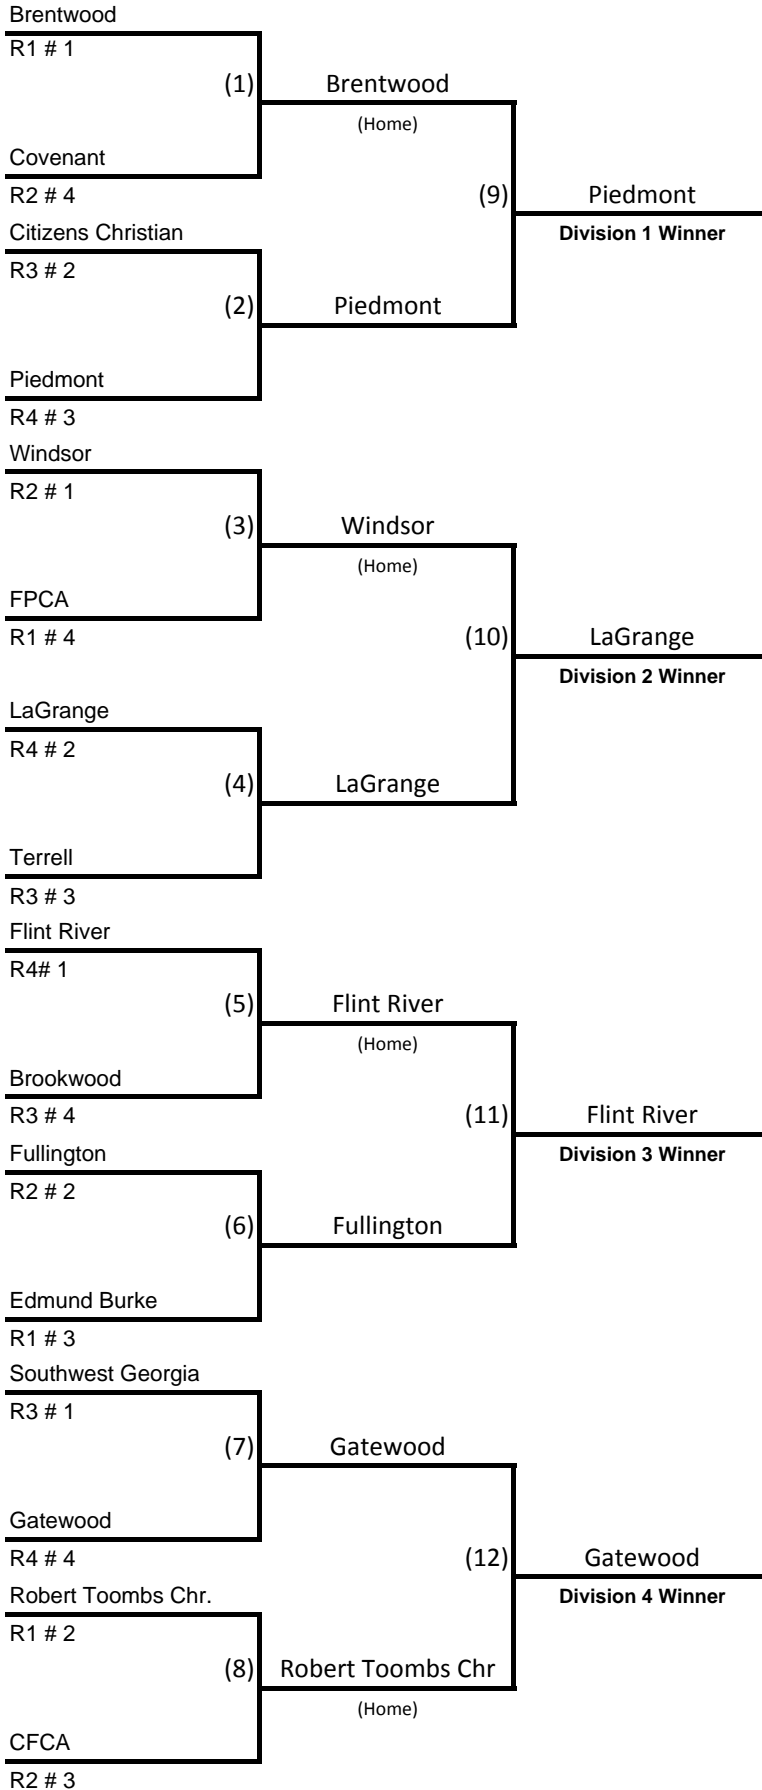 Brentwood
R1 # 1
(1)
Brentwood
(Home)
Covenant
R2 # 4
(9)
Piedmont
Division 1 Winner
Citizens Christian
R3 # 2
(2)
Piedmont
Piedmont
R4 # 3
Windsor
R2 # 1
(3)
Windsor
(Home)
FPCA
R1 # 4
(10)
LaGrange
Division 2 Winner
LaGrange
R4 # 2
(4)
LaGrange
Terrell
R3 # 3
Flint River
R4# 1
(5)
Flint River
(Home)
Brookwood
R3 # 4
(11)
Flint River
Division 3 Winner
Fullington
R2 # 2
(6)
Fullington
Edmund Burke
R1 # 3
Southwest Georgia
R3 # 1
(7)
Gatewood
Gatewood
R4 # 4
(12)
Gatewood
Division 4 Winner
Robert Toombs Chr.
R1 # 2
(8)
Robert Toombs Chr
(Home)
CFCA
R2 # 3